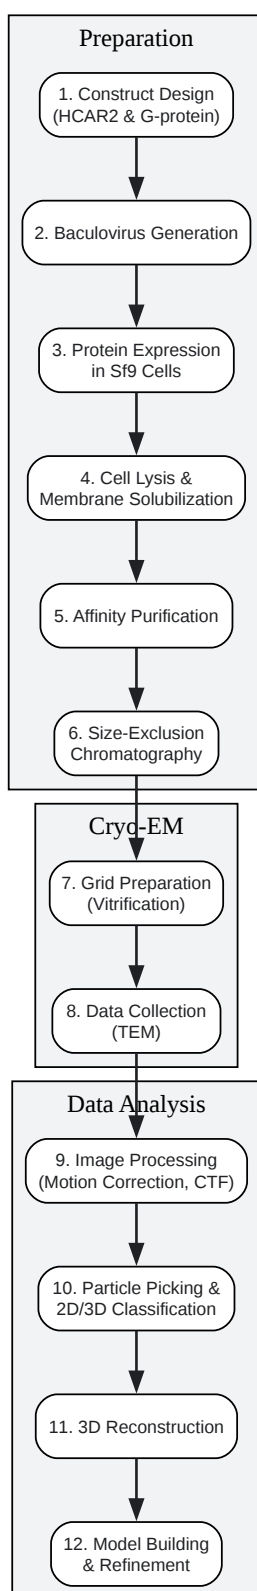 Preparation
1. Construct Design
(HCAR2 & G-protein)
2. Baculovirus Generation
3. Protein Expression
in Sf9 Cells
4. Cell Lysis &
Membrane Solubilization
5. Affinity Purification
6. Size-Exclusion
Chromatography
Cryo-EM
7. Grid Preparation
(Vitrification)
8. Data Collection
(TEM)
Data Analysis
9. Image Processing
(Motion Correction, CTF)
10. Particle Picking &
2D/3D Classification
11. 3D Reconstruction
12. Model Building
& Refinement